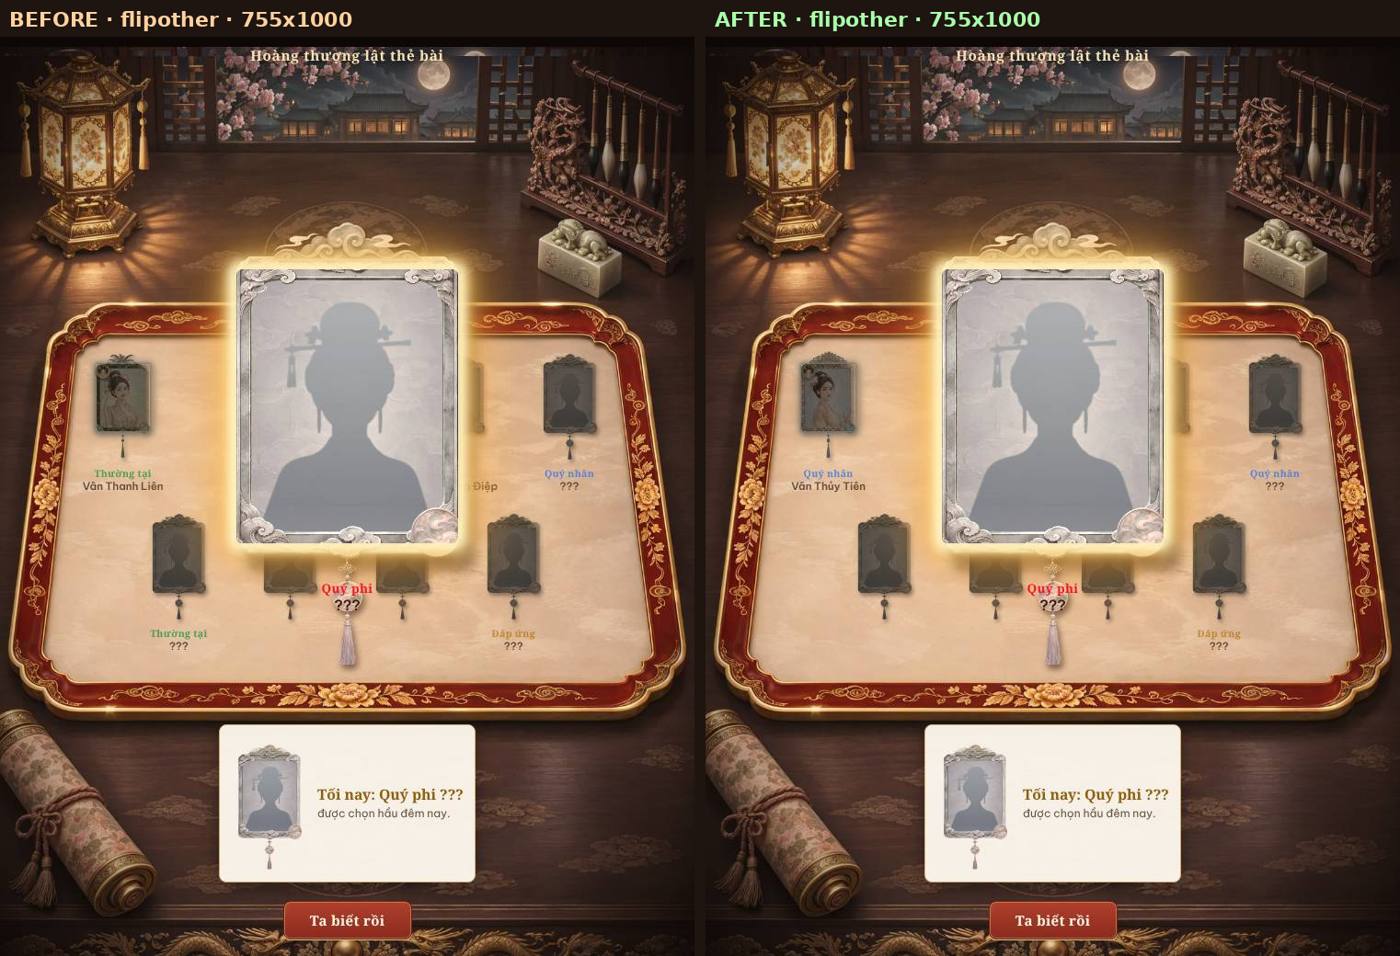 BEFORE · flipother · 755x1000
Hoàng thượng lật thẻ bài
Thường tại
Vân Thanh Liên
Điệp
Quý nhân
???
Quý phi
???
Thường tại
???
Đáp ứng
???
Tối nay: Quý phi ???
được chọn hầu đêm nay.
Ta biết rồi
AFTER · flipother · 755x1000
Hoàng thượng lật thẻ bài
Quý nhân
Vân Thủy Tiên
Quý nhân
???
Quý phi
???
Đáp ứng
???
Tối nay: Quý phi ???
được chọn hầu đêm nay.
Ta biết rồi